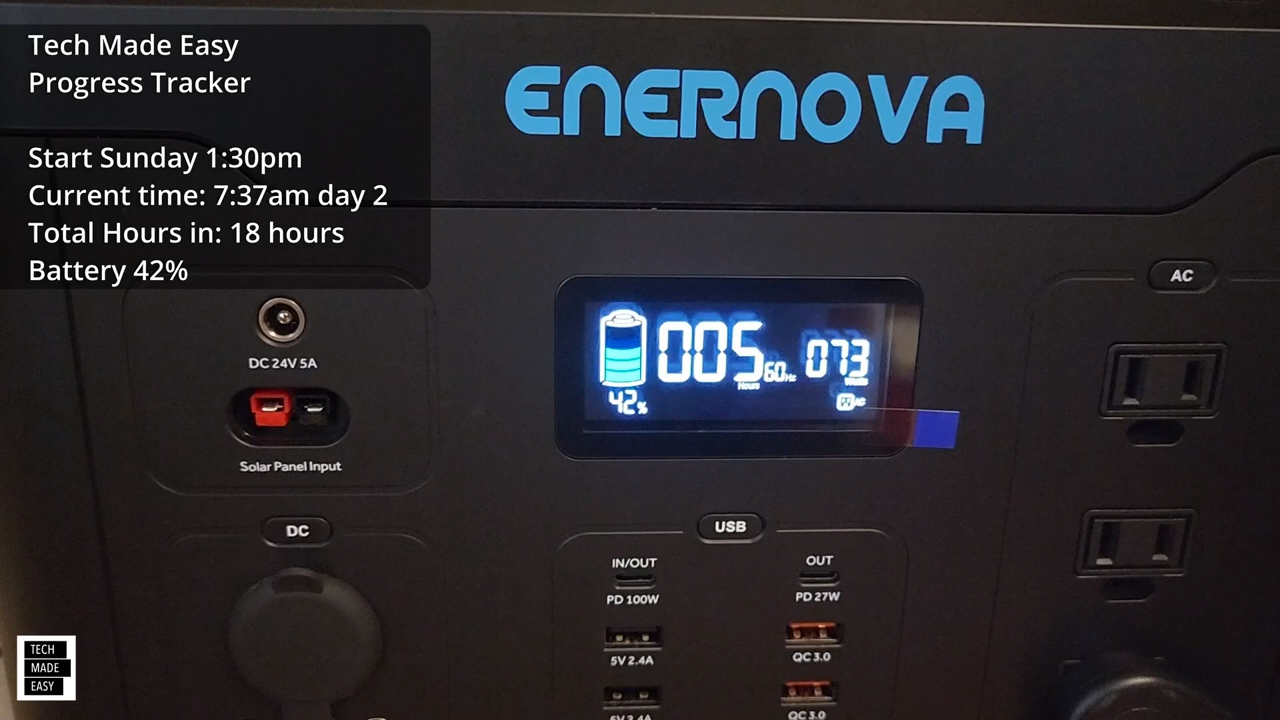 Tech Made Easy
Progress Tracker
Start Sunday 1:30pm
Current time: 7:37am day 2
Total Hours in: 18 hours
Battery 42%
ENERNOVA
AC
DC 24V 5A
005 Hours 60Hz 073 Watts
42% AC
Solar Panel Input
DC
USB
IN/OUT
OUT
PD 100W
PD 27W
5V 2.4A
QC 3.0
5V 2.4A
QC 3.0
TECH
MADE
EASY